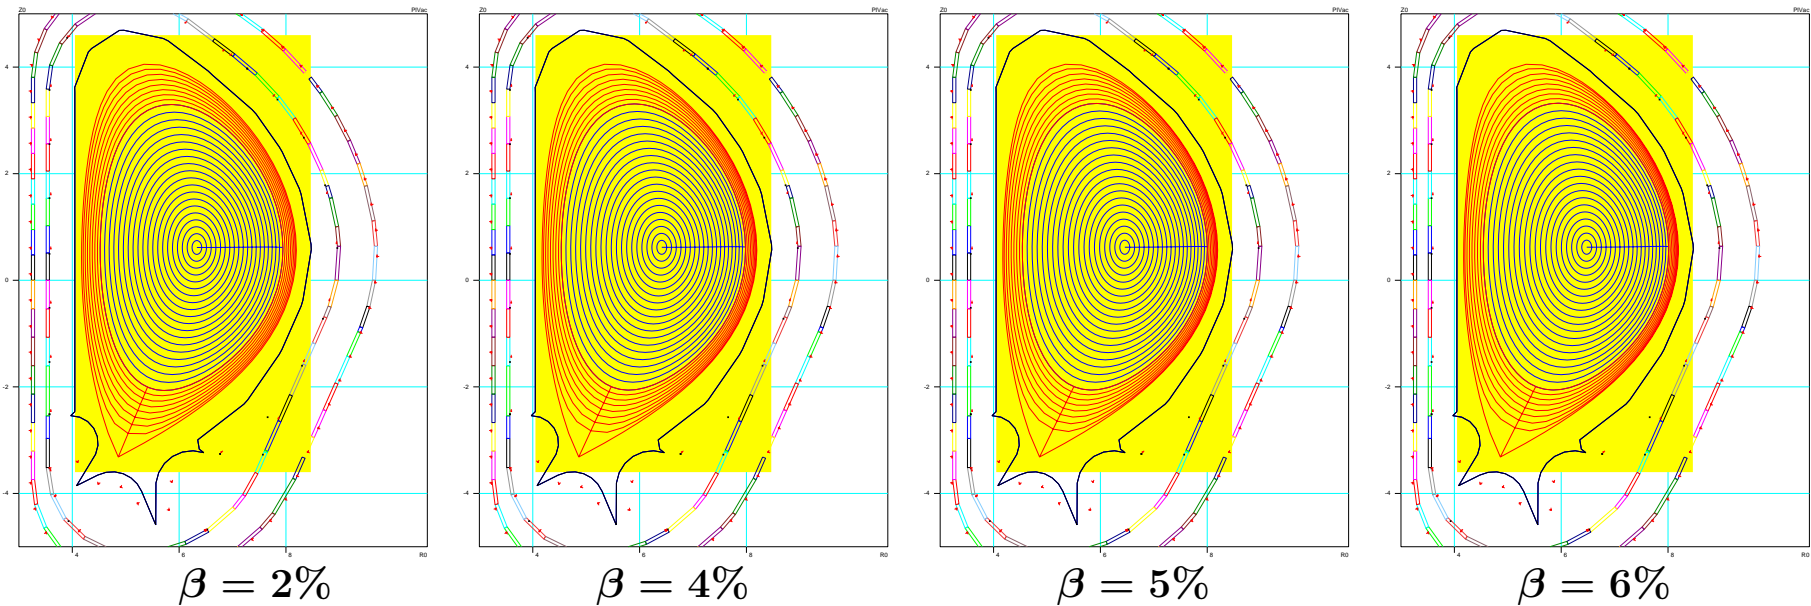 Z0 PlVac Z0 PlVac Z0 PlVac Z0 PlVac
4 4 4 4
2 2 2 2
0 0 0 0
-2 -2 -2 -2
-4 -4 -4 -4
4 6 8 R0 4 6 8 R0 4 6 8 R0 4 6 8 R0
β = 2% β = 4% β = 5% β = 6%